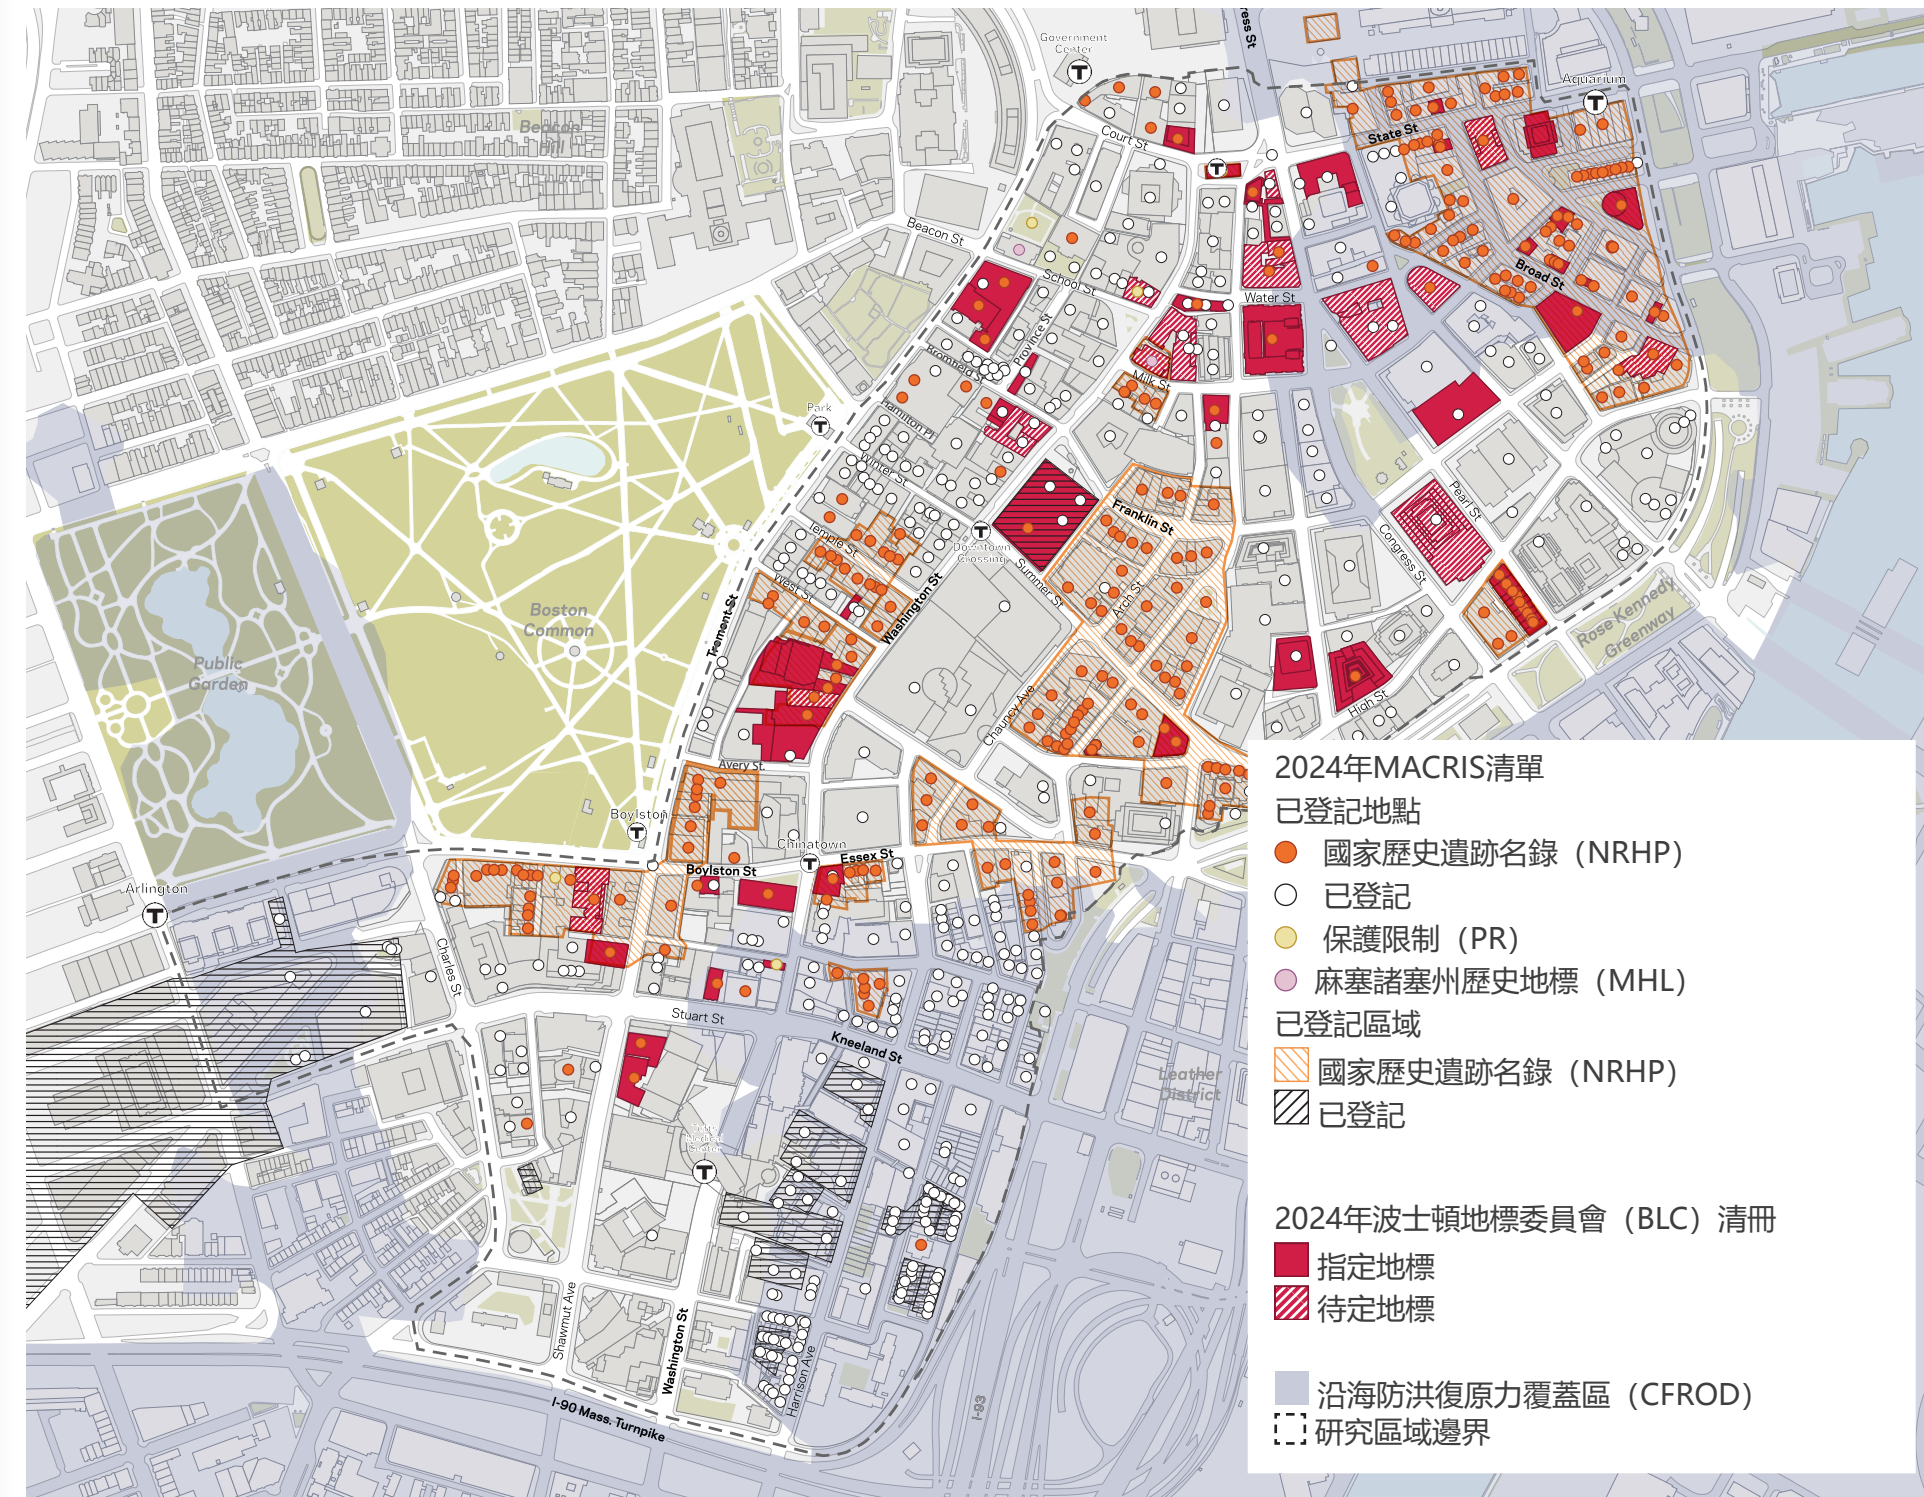 ress St
Government
Center
Aquarium
Court St
State St
Beacon
Hill
Beacon St
School St
Broad St
Water St
Province St
Bromfield St
Milk St
Park
Hamilton Pl
Winter St
Pearl St
Franklin St
Temple St
Downtown
Crossing
Congress St
Summer St
West St
Arch St
Washington St
Boston
Common
Tremont St
Rose Kennedy
Greenway
Public
Garden
High St
Chauncy Ave
Avery St
Boylston
Chinatown
Essex St
Boylston St
Arlington
Charles St
Stuart St
Kneeland St
Leather
District
Tufts
Medical
Center
Shawmut Ave
Washington St
Harrison Ave
I-90 Mass. Turnpike
I-93
2024年MACRIS清單
已登記地點
國家歷史遺跡名錄（NRHP）
已登記
保護限制（PR）
麻塞諸塞州歷史地標（MHL）
已登記區域
國家歷史遺跡名錄（NRHP）
已登記
2024年波士頓地標委員會（BLC）清冊
指定地標
待定地標
沿海防洪復原力覆蓋區（CFROD）
研究區域邊界